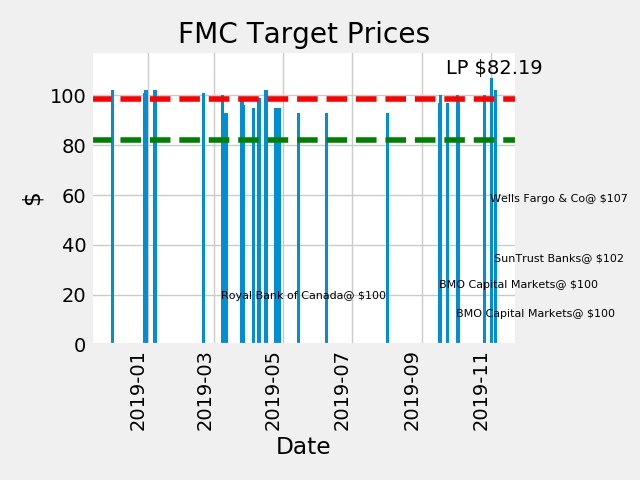 FMC Target Prices
LP $82.19
$
100
80
60
40
20
0
Wells Fargo & Co@ $107
SunTrust Banks@ $102
BMO Capital Markets@ $100
Royal Bank of Canada@ $100
BMO Capital Markets@ $100
2019-01
2019-03
2019-05
2019-07
2019-09
2019-11
Date